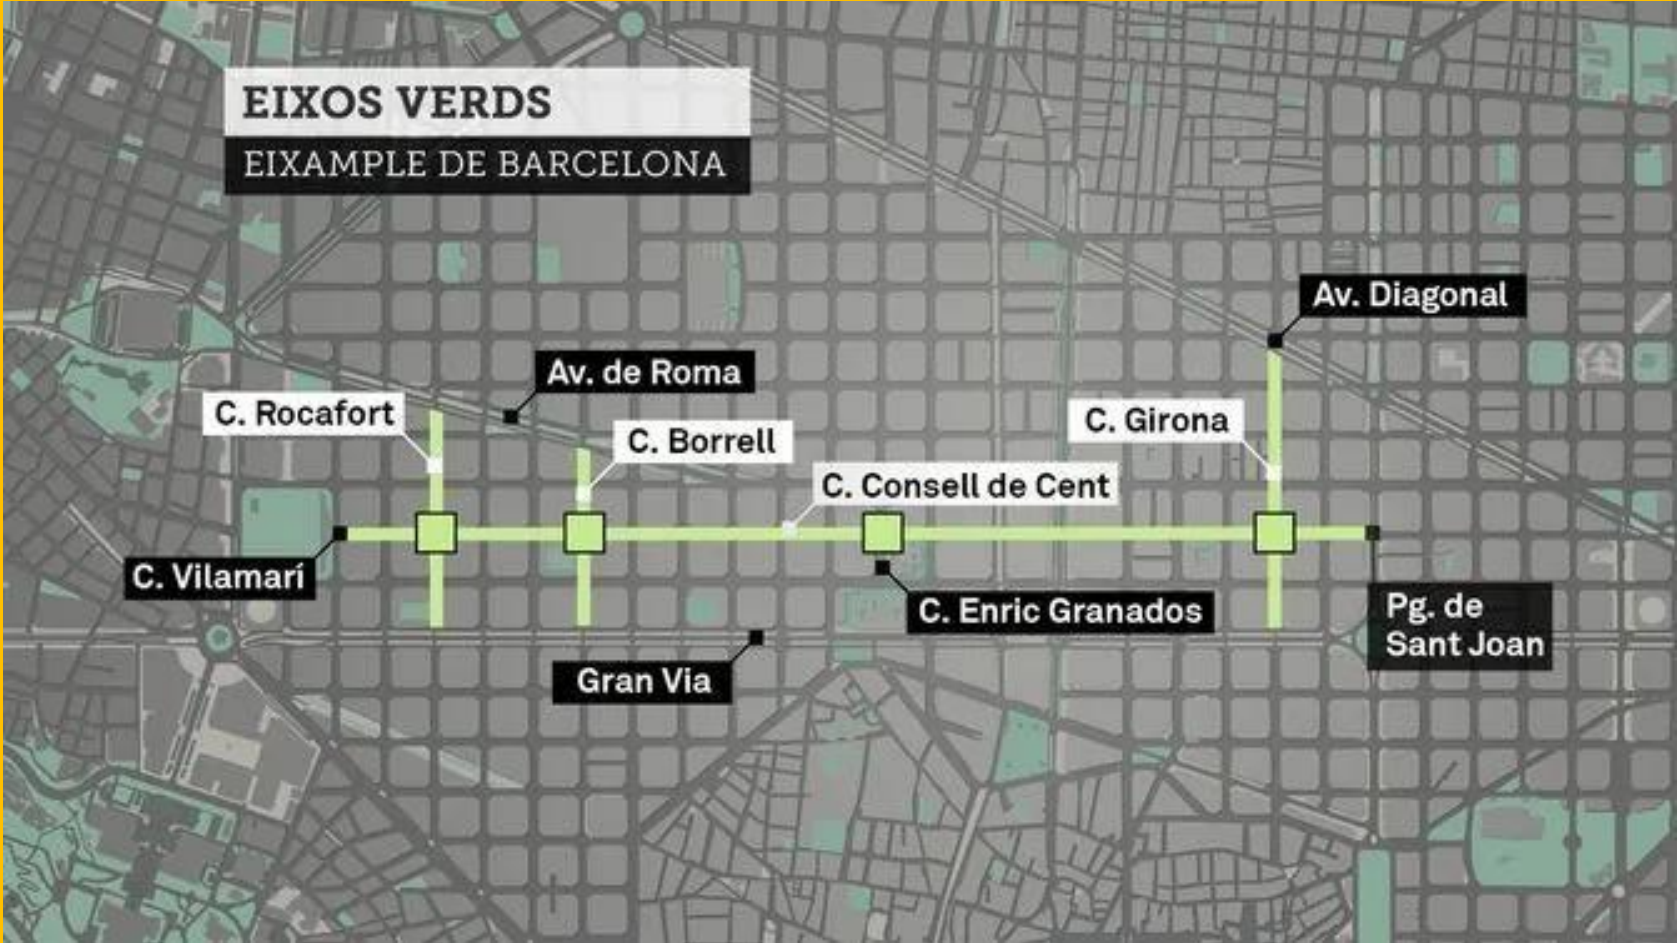 EIXOS VERDS
EIXAMPLE DE BARCELONA
Av. Diagonal
Av. de Roma
C. Rocafort
C. Borrell
C. Girona
C. Consell de Cent
C. Vilamarí
C. Enric Granados
Pg. de
Sant Joan
Gran Via